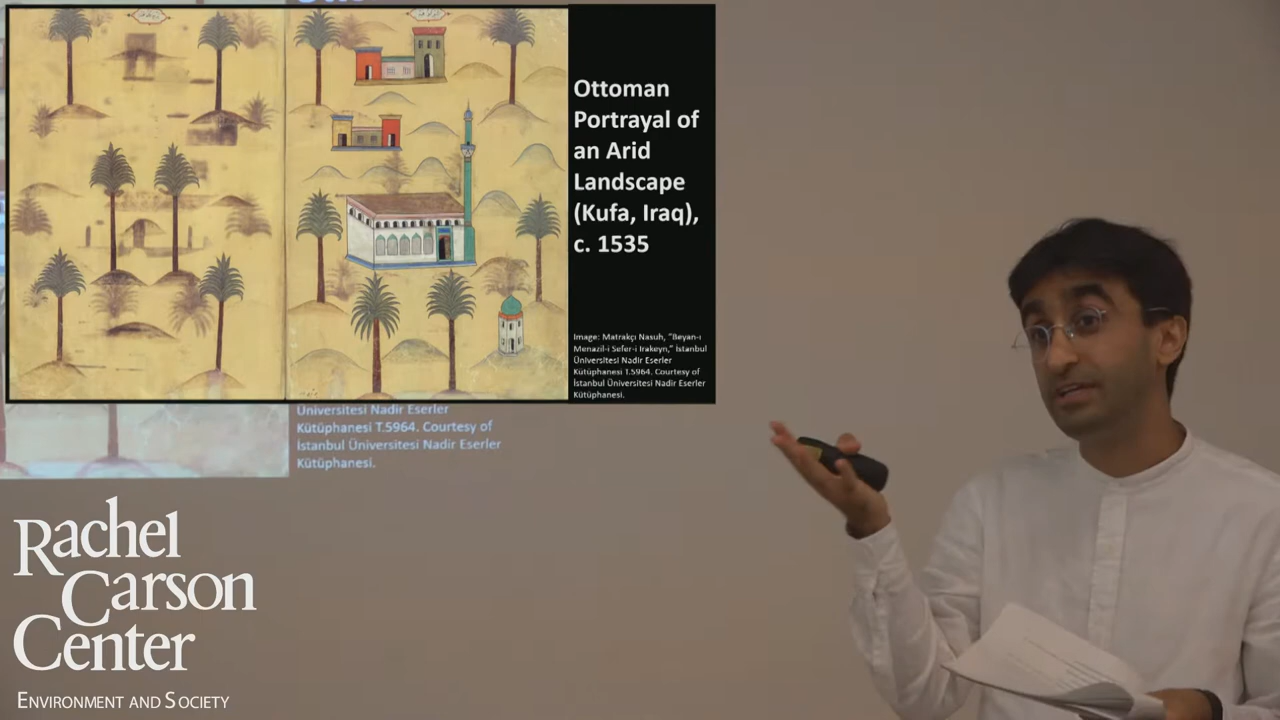 Ottoman
Portrayal of
an Arid
Landscape
(Kufa, Iraq),
c. 1535
Image: Matrakçı Nasuh, "Beyan-ı
Menazil-i Sefer-i Irakeyn," İstanbul
Üniversitesi Nadir Eserler
Kütüphanesi T.5964. Courtesy of
İstanbul Üniversitesi Nadir Eserler
Kütüphanesi.
Üniversitesi Nadir Eserler
Kütüphanesi T.5964. Courtesy of
İstanbul Üniversitesi Nadir Eserler
Kütüphanesi.
Rachel
Carson
Center
ENVIRONMENT AND SOCIETY